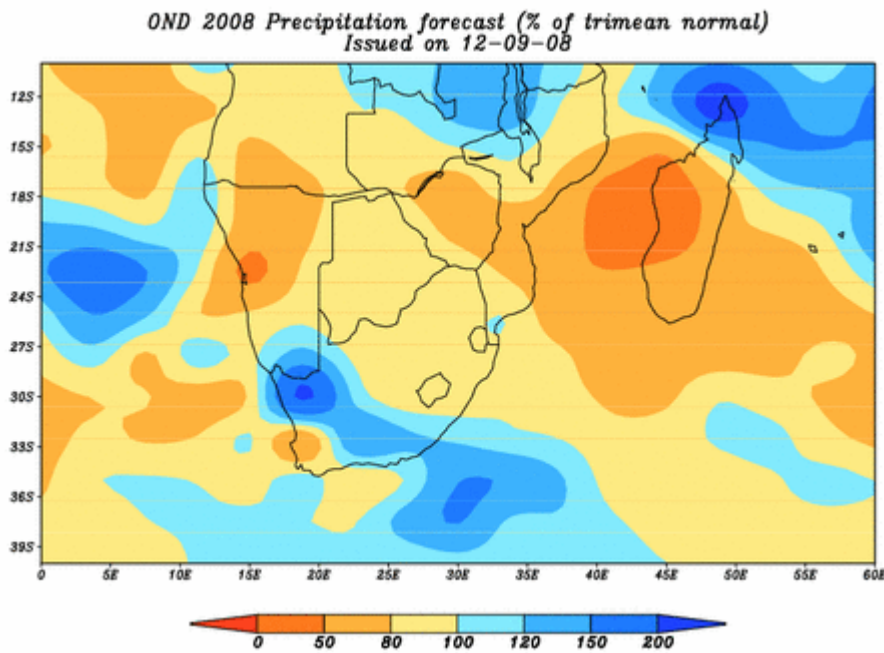 OND 2008 Precipitation forecast (% of trimean normal)
Issued on 12-09-08
12S
15S
18S
21S
24S
27S
30S
33S
36S
39S
0 5E 10E 15E 20E 25E 30E 35E 40E 45E 50E 55E 60E
0 50 80 100 120 150 200